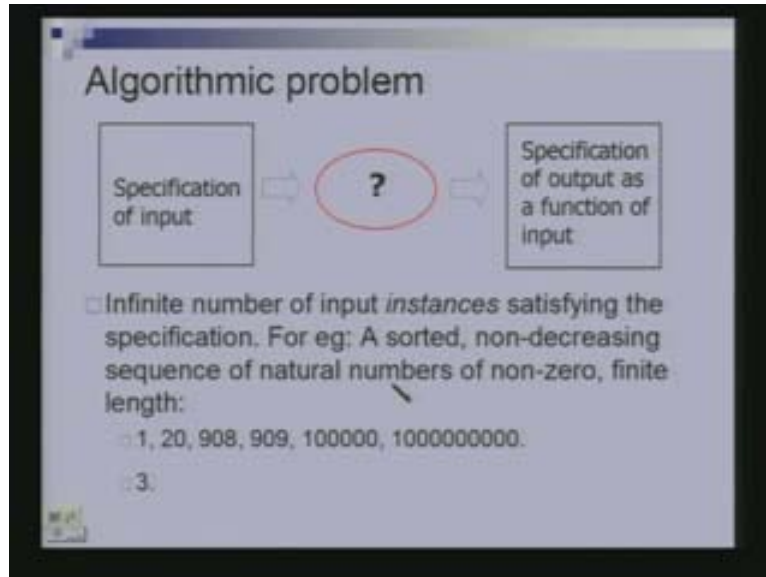 Algorithmic problem
Specification
of input
?
Specification
of output as
a function of
input
Infinite number of input instances satisfying the
specification. For eg: A sorted, non-decreasing
sequence of natural numbers of non-zero, finite
length:
1, 20, 908, 909, 100000, 1000000000.
3.